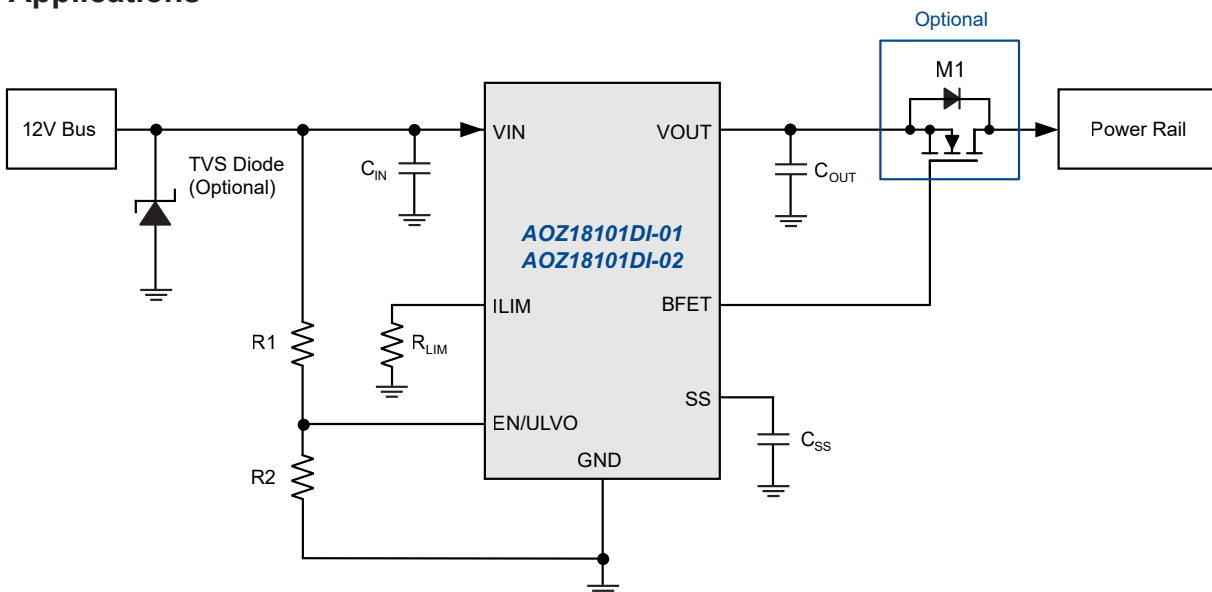 Applications
Optional
M1
12V Bus
VIN
VOUT
Power Rail
TVS Diode
(Optional)
CIN
COUT
AOZ18101DI-01
AOZ18101DI-02
ILIM
BFET
R1
RLIM
SS
EN/ULVO
CSS
GND
R2